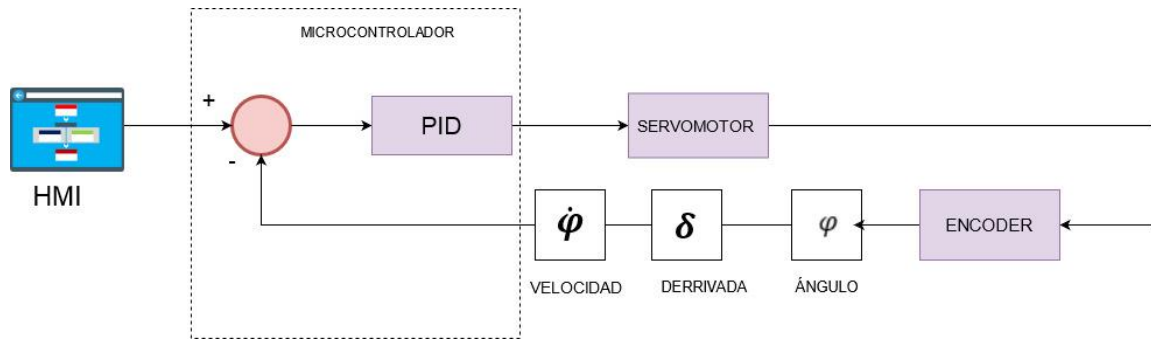 MICROCONTROLADOR
+
PID
SERVOMOTOR
-
HMI
φ̇
δ
φ
ENCODER
VELOCIDAD
DERRIVADA
ÁNGULO